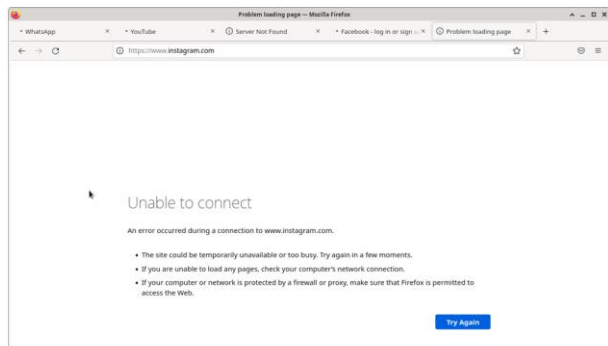 Problem loading page — Mozilla Firefox
WhatsApp
YouTube
Server Not Found
Facebook - log in or sign
Problem loading page
https://www.instagram.com
Unable to connect
An error occurred during a connection to www.instagram.com.
• The site could be temporarily unavailable or too busy. Try again in a few moments.
• If you are unable to load any pages, check your computer's network connection.
• If your computer or network is protected by a firewall or proxy, make sure that Firefox is permitted to
access the Web.
Try Again